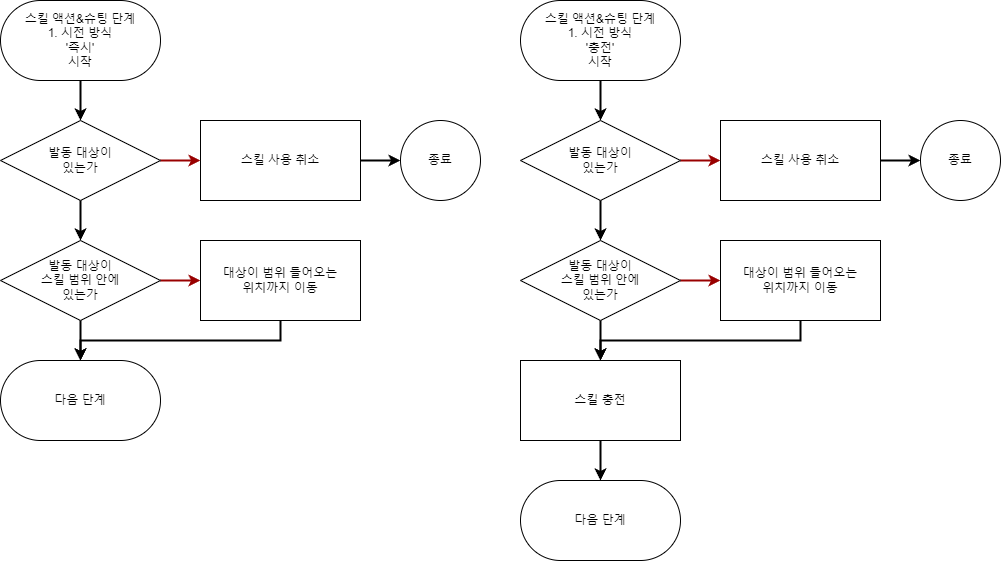 스킬 액션&슈팅 단계
1. 시전 방식
'즉시'
시작
발동 대상이
있는가
스킬 사용 취소
종료
발동 대상이
스킬 범위 안에
있는가
대상이 범위 들어오는
위치까지 이동
다음 단계
스킬 액션&슈팅 단계
1. 시전 방식
'충전'
시작
발동 대상이
있는가
스킬 사용 취소
종료
발동 대상이
스킬 범위 안에
있는가
대상이 범위 들어오는
위치까지 이동
스킬 충전
다음 단계